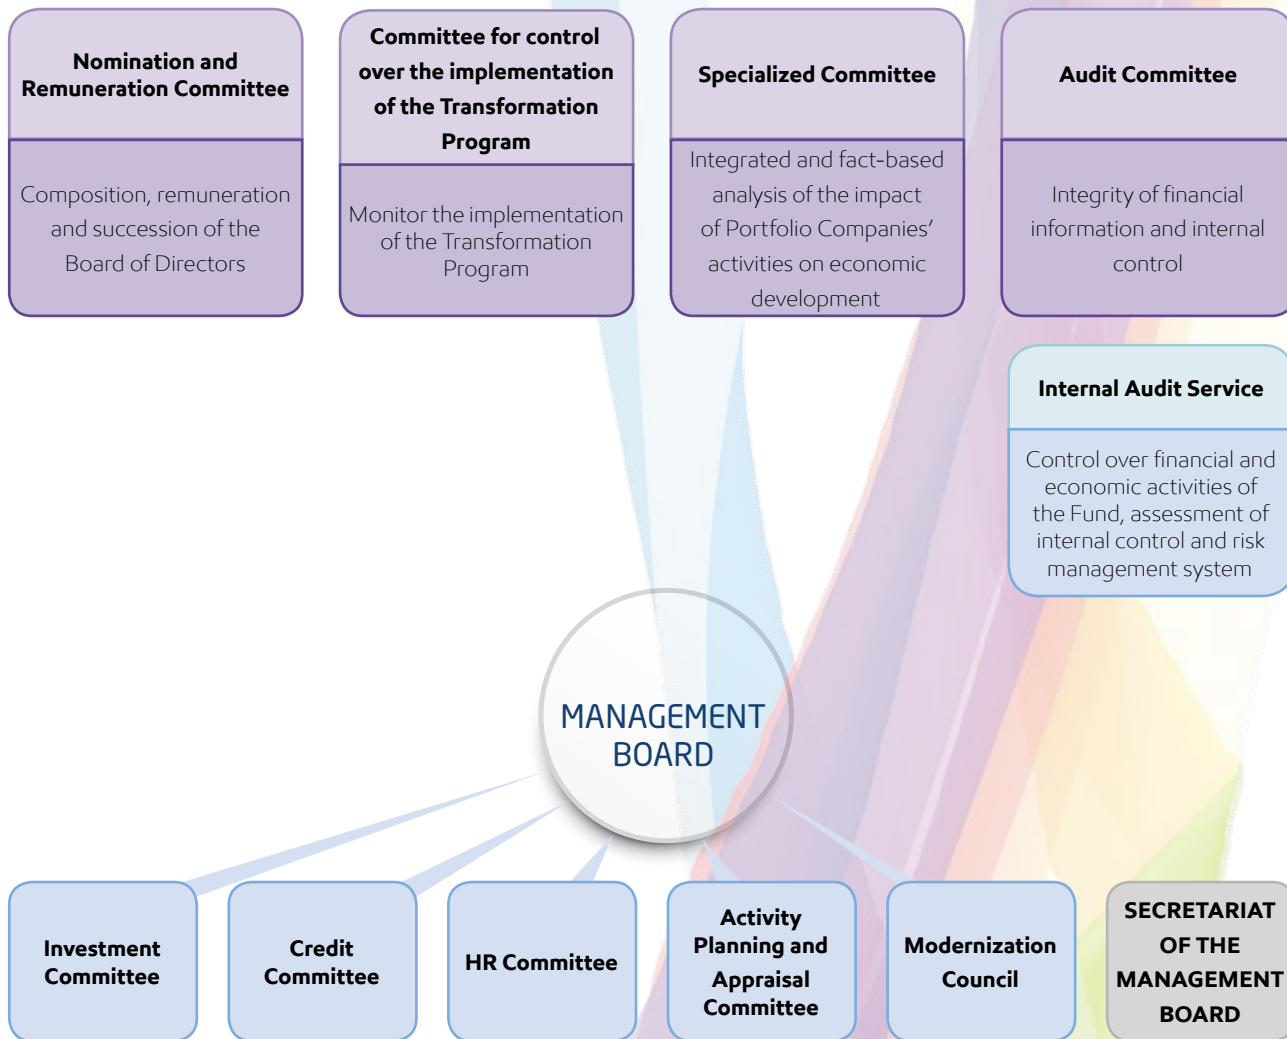 Nomination and
Remuneration Committee
Composition, remuneration
and succession of the
Board of Directors
Committee for control
over the implementation
of the Transformation
Program
Monitor the implementation
of the Transformation
Program
Specialized Committee
Integrated and fact-based
analysis of the impact
of Portfolio Companies’
activities on economic
development
Audit Committee
Integrity of financial
information and internal
control
Internal Audit Service
Control over financial and
economic activities of
the Fund, assessment of
internal control and risk
management system
MANAGEMENT
BOARD
Investment
Committee
Credit
Committee
HR Committee
Activity
Planning and
Appraisal
Committee
Modernization
Council
SECRETARIAT
OF THE
MANAGEMENT
BOARD